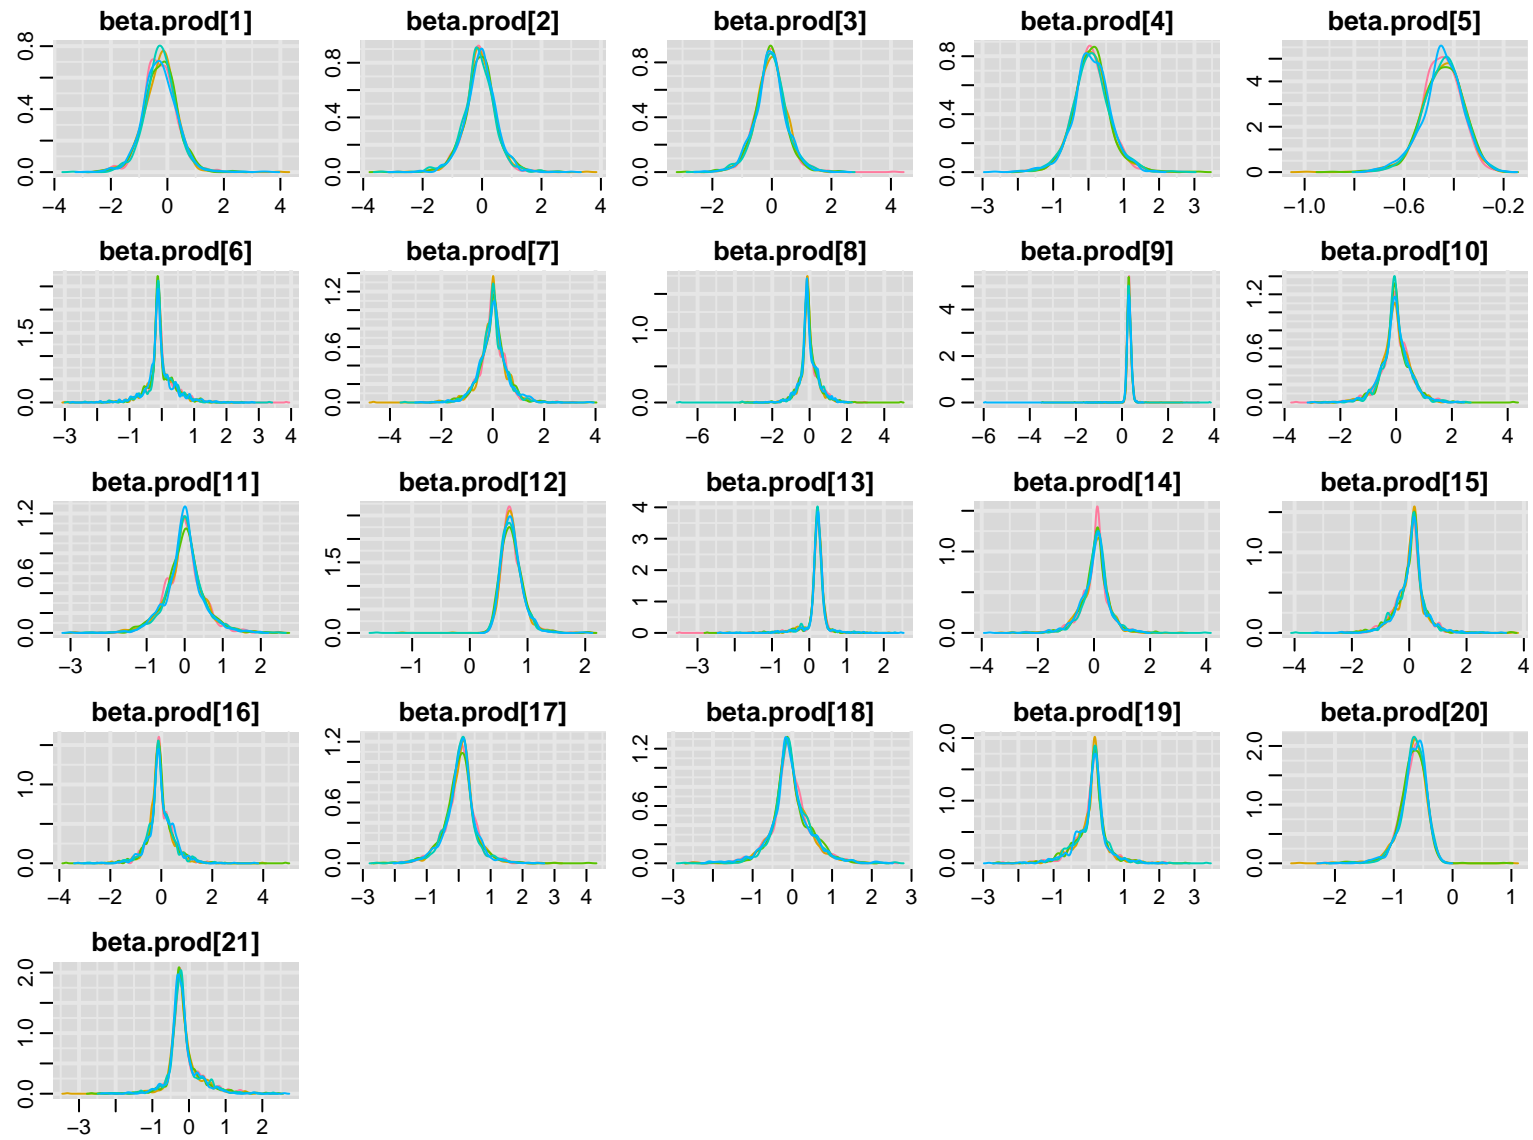 beta.prod[1] beta.prod[2] beta.prod[3] beta.prod[4] beta.prod[5]
0.0 0.4 0.8 0.0 0.4 0.8 0.0 0.4 0.8 0.0 0.4 0.8 0 2 4
−4 −2 0 2 4 −4 −2 0 2 4 −2 0 2 4 −3 −1 1 2 3 −1.0 −0.6 −0.2
beta.prod[6] beta.prod[7] beta.prod[8] beta.prod[9] beta.prod[10]
0.0 1.5 0.0 0.6 1.2 0.0 1.0 0 2 4 0.0 0.6 1.2
−3 −1 1 2 3 4 −4 −2 0 2 4 −6 −2 0 2 4 −6 −4 −2 0 2 4 −4 −2 0 2 4
beta.prod[11] beta.prod[12] beta.prod[13] beta.prod[14] beta.prod[15]
0.0 0.6 1.2 0.0 1.5 0 1 2 3 4 0.0 1.0 0.0 1.0
−3 −1 0 1 2 −1 0 1 2 −3 −1 0 1 2 −4 −2 0 2 4 −4 −2 0 2 4
beta.prod[16] beta.prod[17] beta.prod[18] beta.prod[19] beta.prod[20]
0.0 1.0 0.0 0.6 1.2 0.0 0.6 1.2 0.0 1.0 2.0 0.0 1.0 2.0
−4 −2 0 2 4 −3 −1 1 2 3 4 −3 −1 0 1 2 3 −3 −1 1 2 3 −2 −1 0 1
beta.prod[21]
0.0 1.0 2.0
−3 −1 0 1 2